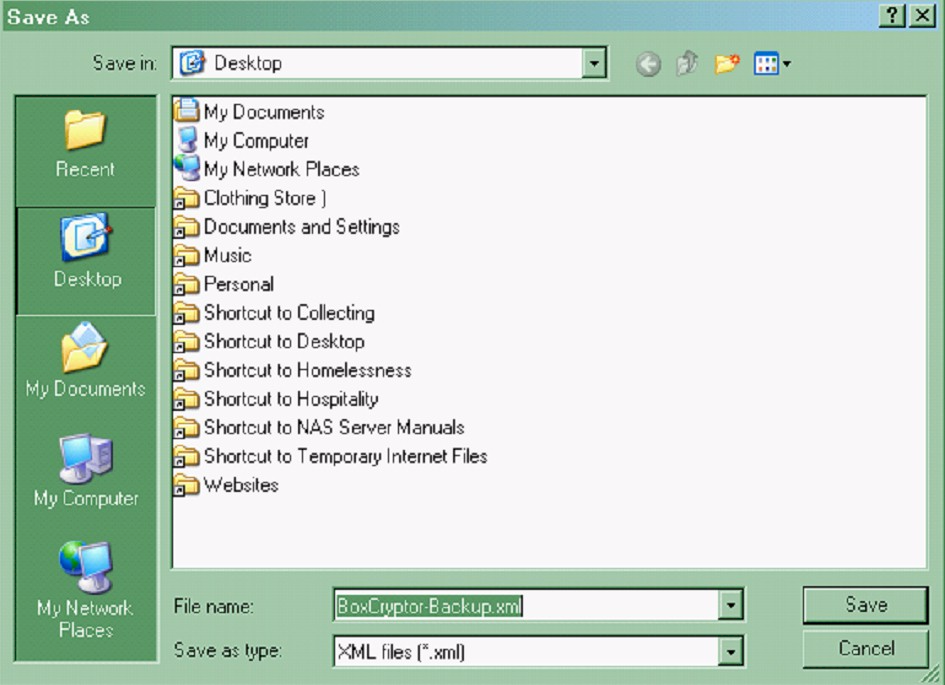 Save As
Save in:
Desktop
Recent
Desktop
My Documents
My Computer
My Network
Places
My Documents
My Computer
My Network Places
Clothing Store )
Documents and Settings
Music
Personal
Shortcut to Collecting
Shortcut to Desktop
Shortcut to Homelessness
Shortcut to Hospitality
Shortcut to NAS Server Manuals
Shortcut to Temporary Internet Files
Websites
File name:
BoxCryptor-Backup.xml
Save
Save as type:
XML files (*.xml)
Cancel